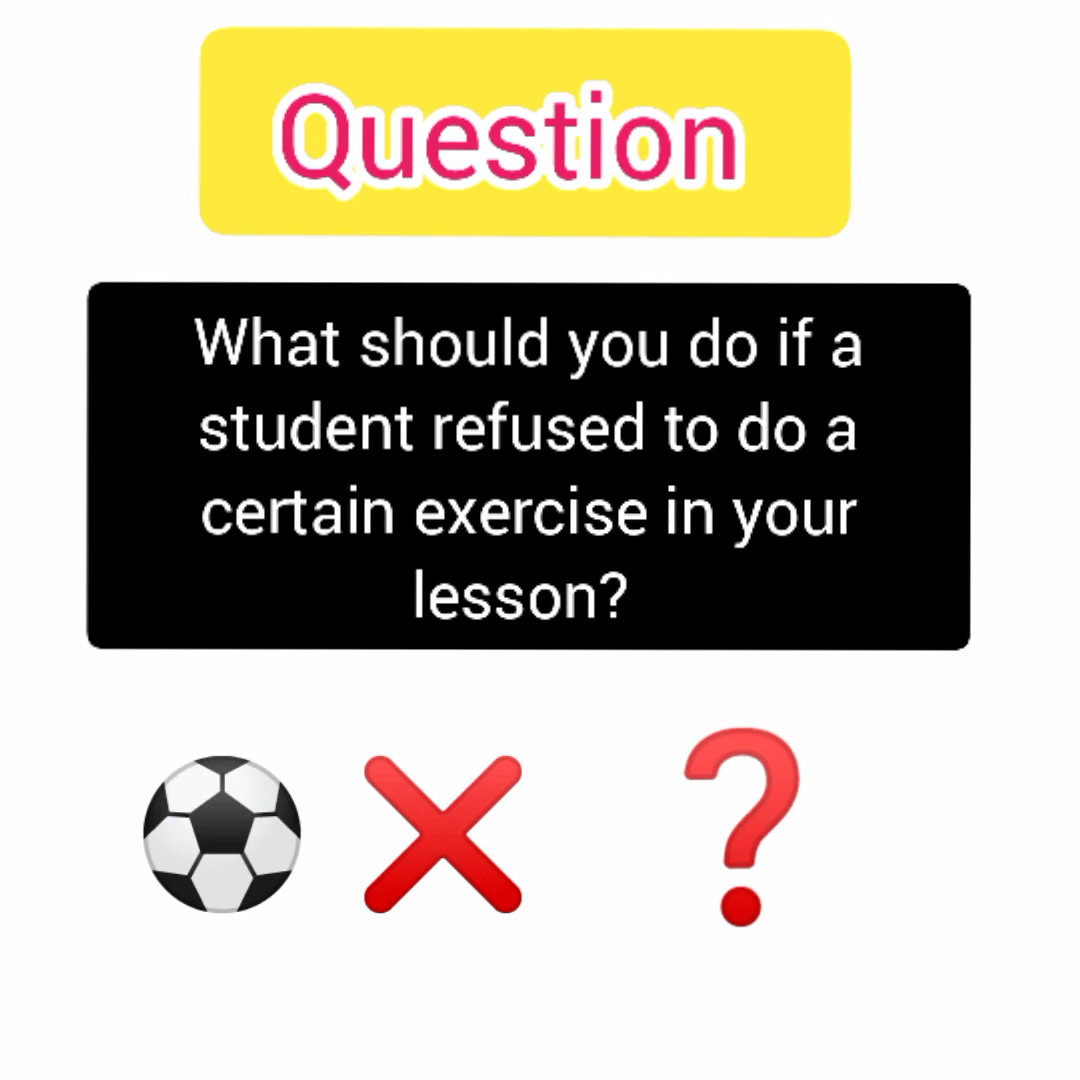 Question
What should you do if a
student refused to do a
certain exercise in your
lesson?